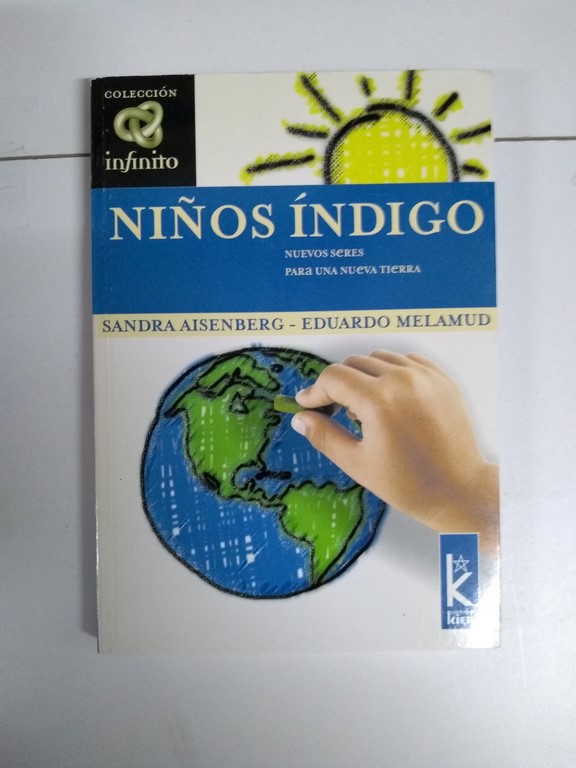 COLECCIÓN
infinito
NIÑOS ÍNDIGO
NUEVOS SERES
PARA UNA NUEVA TIERRA
SANDRA AISENBERG - EDUARDO MELAMUD
k